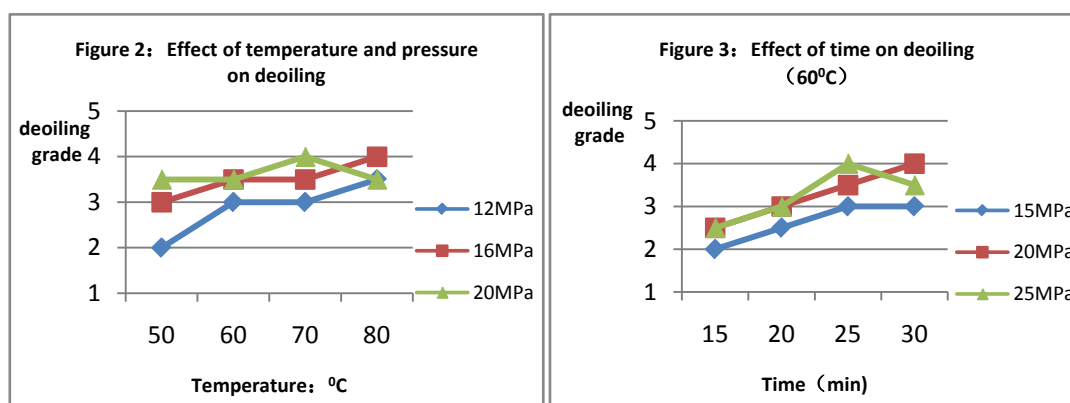 Figure 2：Effect of temperature and pressure
on deoiling
deoiling
grade
5
4
3
2
1
50 60 70 80
Temperature：⁰C
12MPa
16MPa
20MPa
Figure 3：Effect of time on deoiling
（60⁰C）
deoiling
grade
5
4
3
2
1
15 20 25 30
Time（min)
15MPa
20MPa
25MPa